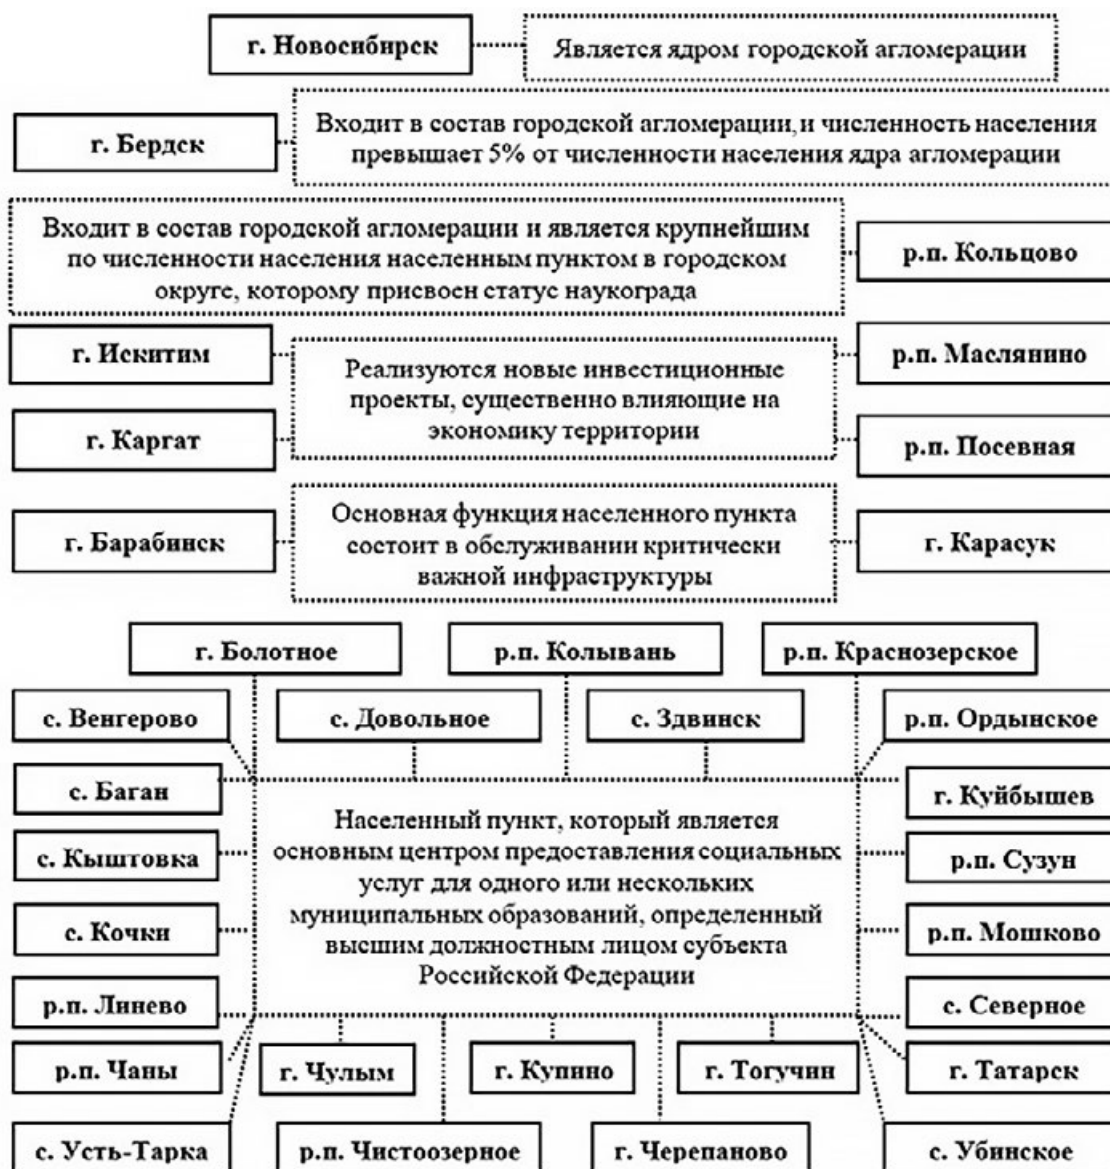 г. Новосибирск
Является ядром городской агломерации
г. Бердск
Входит в состав городской агломерации, и численность населения
превышает 5% от численности населения ядра агломерации
Входит в состав городской агломерации и является крупнейшим
по численности населения населенным пунктом в городском
округе, которому присвоен статус наукограда
р.п. Кольцово
г. Искитим
р.п. Маслянино
Реализуются новые инвестиционные
проекты, существенно влияющие на
экономику территории
г. Каргат
р.п. Посевная
г. Барабинск
Основная функция населенного пункта
состоит в обслуживании критически
важной инфраструктуры
г. Карасук
г. Болотное
р.п. Колывань
р.п. Краснозерское
с. Венгерово
с. Довольное
с. Здвинск
р.п. Ордынское
с. Баган
г. Куйбышев
с. Кыштовка
р.п. Сузун
Населенный пункт, который является
основным центром предоставления социальных
услуг для одного или нескольких
муниципальных образований, определенный
высшим должностным лицом субъекта
Российской Федерации
с. Кочки
р.п. Мошково
р.п. Линево
с. Северное
р.п. Чаны
г. Чулым
г. Купино
г. Тогучин
г. Татарск
с. Усть-Тарка
р.п. Чистоозерное
г. Черепаново
с. Убинское